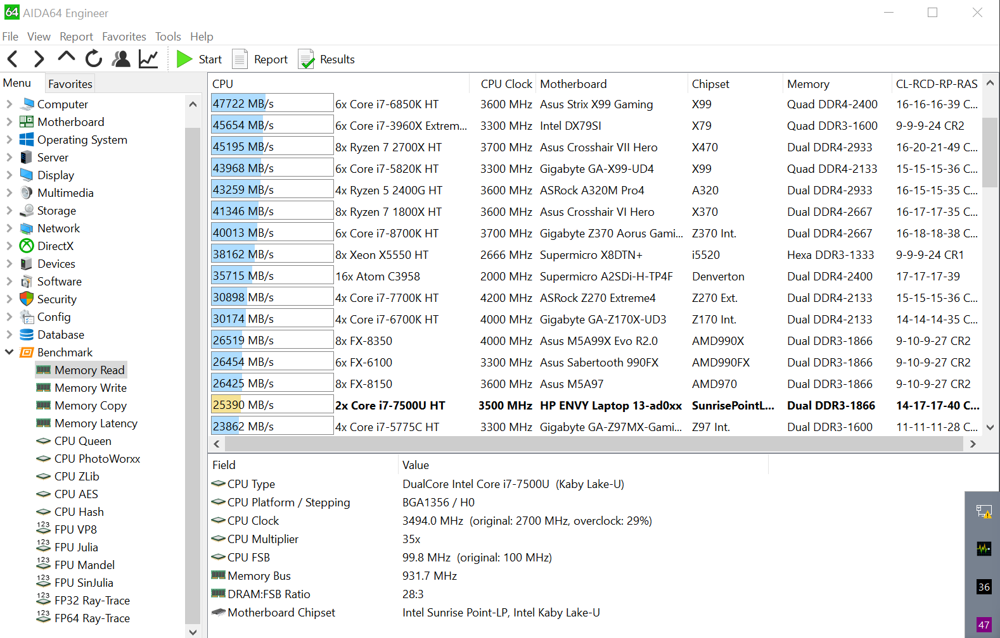 64 AIDA64 Engineer
File View Report Favorites Tools Help
Start Report Results
Menu Favorites
Computer
Motherboard
Operating System
Server
Display
Multimedia
Storage
Network
DirectX
Devices
Software
Security
Config
Database
Benchmark
Memory Read
Memory Write
Memory Copy
Memory Latency
CPU Queen
CPU PhotoWorxx
CPU ZLib
CPU AES
CPU Hash
123 FPU VP8
123 FPU Julia
123 FPU Mandel
123 FPU SinJulia
123 FP32 Ray-Trace
123 FP64 Ray-Trace
CPU CPU Clock Motherboard Chipset Memory CL-RCD-RP-RAS
47722 MB/s 6x Core i7-6850K HT 3600 MHz Asus Strix X99 Gaming X99 Quad DDR4-2400 16-16-16-39 C...
45654 MB/s 6x Core i7-3960X Extrem... 3300 MHz Intel DX79SI X79 Quad DDR3-1600 9-9-9-24 CR2
45195 MB/s 8x Ryzen 7 2700X HT 3700 MHz Asus Crosshair VII Hero X470 Dual DDR4-2933 16-20-21-49 C...
43968 MB/s 6x Core i7-5820K HT 3300 MHz Gigabyte GA-X99-UD4 X99 Quad DDR4-2133 15-15-15-36 C...
43259 MB/s 4x Ryzen 5 2400G HT 3600 MHz ASRock A320M Pro4 A320 Dual DDR4-2933 16-15-15-35 C...
41346 MB/s 8x Ryzen 7 1800X HT 3600 MHz Asus Crosshair VI Hero X370 Dual DDR4-2667 16-17-17-35 C...
40013 MB/s 6x Core i7-8700K HT 3700 MHz Gigabyte Z370 Aorus Gami... Z370 Int. Dual DDR4-2667 16-18-18-38 C...
38162 MB/s 8x Xeon X5550 HT 2666 MHz Supermicro X8DTN+ i5520 Hexa DDR3-1333 9-9-9-24 CR1
35715 MB/s 16x Atom C3958 2000 MHz Supermicro A2SDi-H-TP4F Denverton Dual DDR4-2400 17-17-17-39
30898 MB/s 4x Core i7-7700K HT 4200 MHz ASRock Z270 Extreme4 Z270 Ext. Dual DDR4-2133 15-15-15-36 C...
30174 MB/s 4x Core i7-6700K HT 4000 MHz Gigabyte GA-Z170X-UD3 Z170 Int. Dual DDR4-2133 14-14-14-35 C...
26519 MB/s 8x FX-8350 4000 MHz Asus M5A99X Evo R2.0 AMD990X Dual DDR3-1866 9-10-9-27 CR2
26454 MB/s 6x FX-6100 3300 MHz Asus Sabertooth 990FX AMD990FX Dual DDR3-1866 9-10-9-27 CR2
26425 MB/s 8x FX-8150 3600 MHz Asus M5A97 AMD970 Dual DDR3-1866 9-10-9-27 CR2
25390 MB/s 2x Core i7-7500U HT 3500 MHz HP ENVY Laptop 13-ad0xx SunrisePointL... Dual DDR3-1866 14-17-17-40 C...
23862 MB/s 4x Core i7-5775C HT 3300 MHz Gigabyte GA-Z97MX-Gami... Z97 Int. Dual DDR3-1600 11-11-11-28 C...
Field Value
CPU Type DualCore Intel Core i7-7500U (Kaby Lake-U)
CPU Platform / Stepping BGA1356 / H0
CPU Clock 3494.0 MHz (original: 2700 MHz, overclock: 29%)
CPU Multiplier 35x
CPU FSB 99.8 MHz (original: 100 MHz)
Memory Bus 931.7 MHz
DRAM:FSB Ratio 28:3
Motherboard Chipset Intel Sunrise Point-LP, Intel Kaby Lake-U
36
47